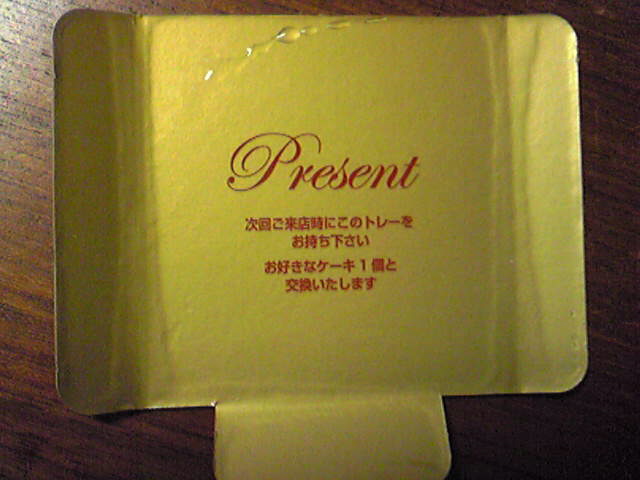 Present
次回ご来店時にこのトレーを
お持ち下さい
お好きなケーキ1個と
交換いたします